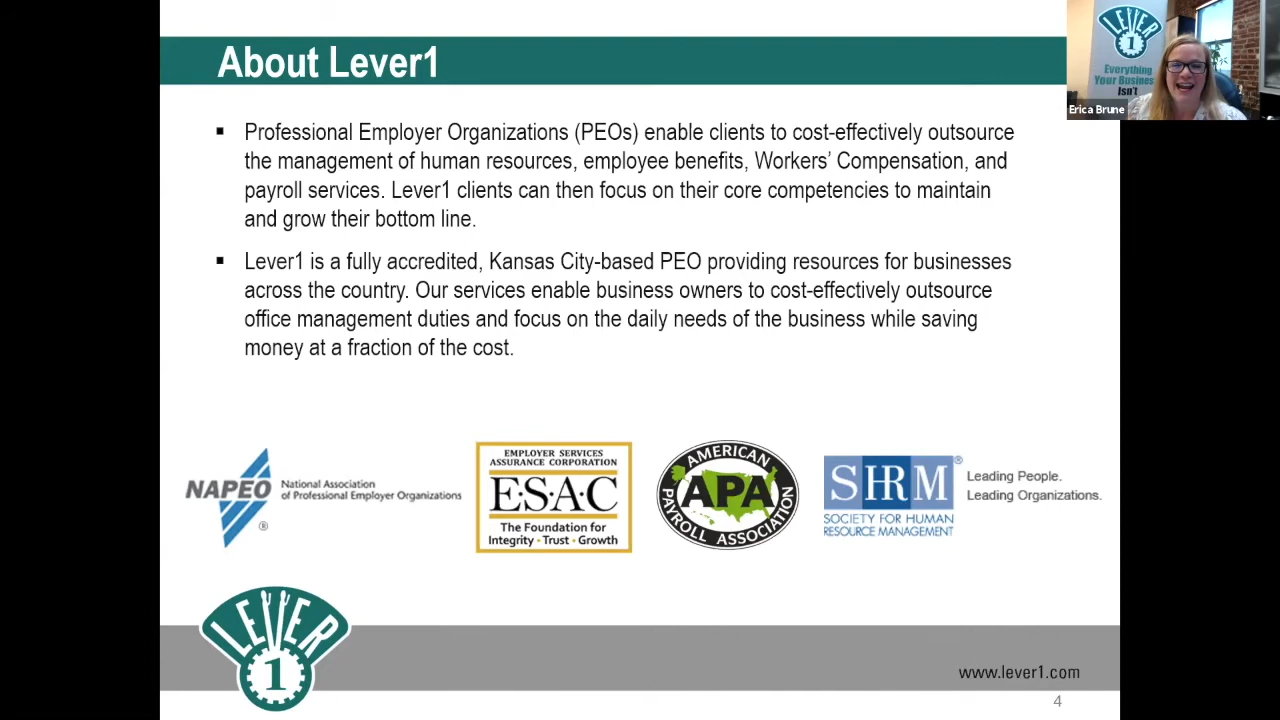 About Lever1
LEVER
1
Everything
Your Business
Isn't
Erica Brune
▪ Professional Employer Organizations (PEOs) enable clients to cost-effectively outsource
the management of human resources, employee benefits, Workers’ Compensation, and
payroll services. Lever1 clients can then focus on their core competencies to maintain
and grow their bottom line.
▪ Lever1 is a fully accredited, Kansas City-based PEO providing resources for businesses
across the country. Our services enable business owners to cost-effectively outsource
office management duties and focus on the daily needs of the business while saving
money at a fraction of the cost.
NAPEO
®
National Association
of Professional Employer Organizations
EMPLOYER SERVICES
ASSURANCE CORPORATION
E·S·A·C
The Foundation for
Integrity • Trust • Growth
AMERICAN
APA
PAYROLL ASSOCIATION
SHRM®
SOCIETY FOR HUMAN
RESOURCE MANAGEMENT
Leading People.
Leading Organizations.
LEVER
1
www.lever1.com
4